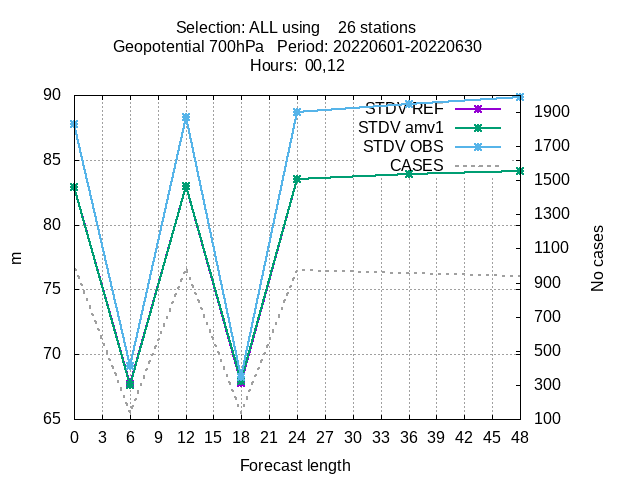 Selection: ALL using    26 stations
Geopotential 700hPa   Period: 20220601-20220630
Hours:  00,12
STDV REF
STDV amv1
STDV OBS
CASES
90
85
80
75
70
65
m
1900
1700
1500
1300
1100
900
700
500
300
100
No cases
0 3 6 9 12 15 18 21 24 27 30 33 36 39 42 45 48
Forecast length